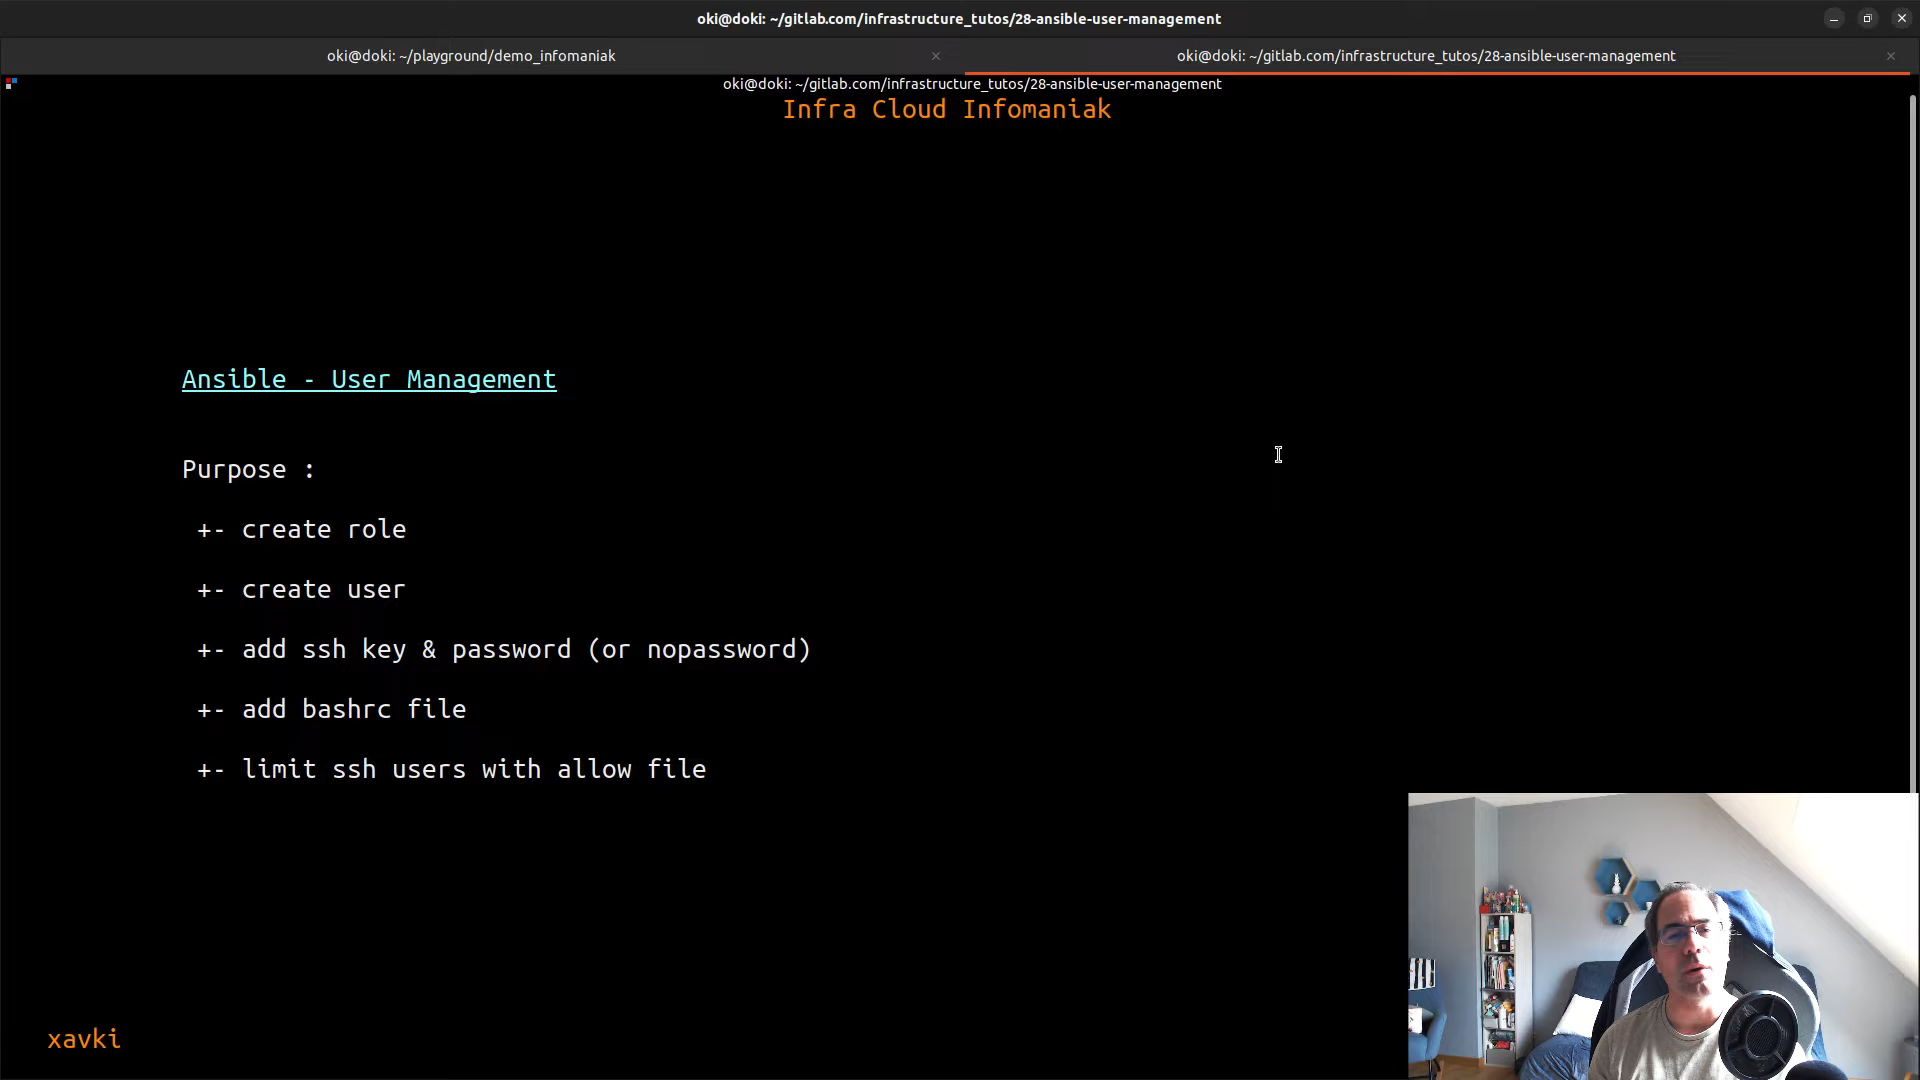 oki@doki: ~/gitlab.com/infrastructure_tutos/28-ansible-user-management
oki@doki: ~/playground/demo_infomaniak
oki@doki: ~/gitlab.com/infrastructure_tutos/28-ansible-user-management
oki@doki: ~/gitlab.com/infrastructure_tutos/28-ansible-user-management
Infra Cloud Infomaniak
Ansible - User Management
Purpose :
+- create role
+- create user
+- add ssh key & password (or nopassword)
+- add bashrc file
+- limit ssh users with allow file
xavki